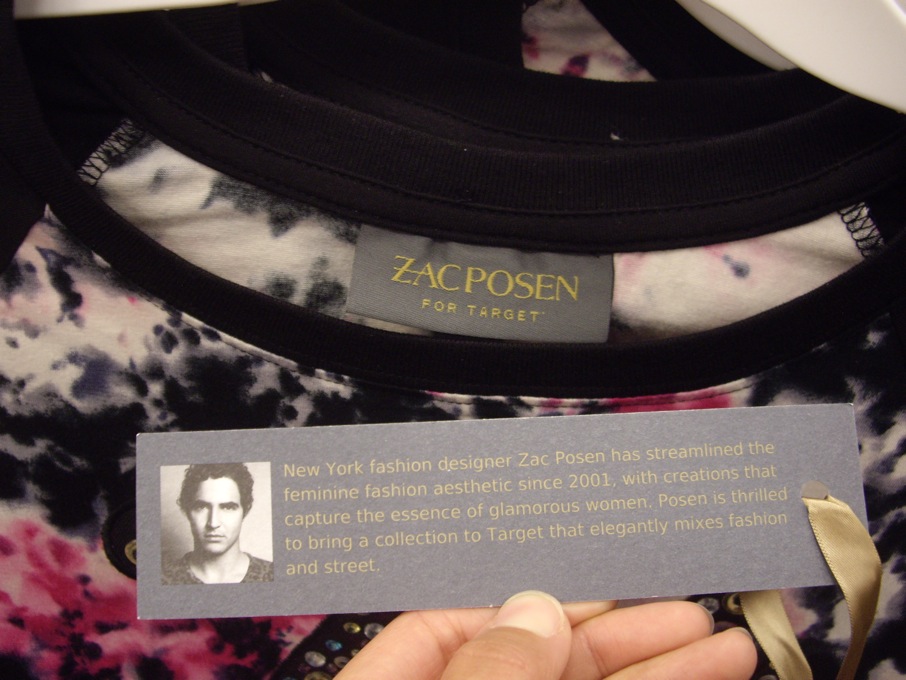 ZAC POSEN
FOR TARGET
New York fashion designer Zac Posen has streamlined the
feminine fashion aesthetic since 2001, with creations that
capture the essence of glamorous women. Posen is thrilled
to bring a collection to Target that elegantly mixes fashion
and street.